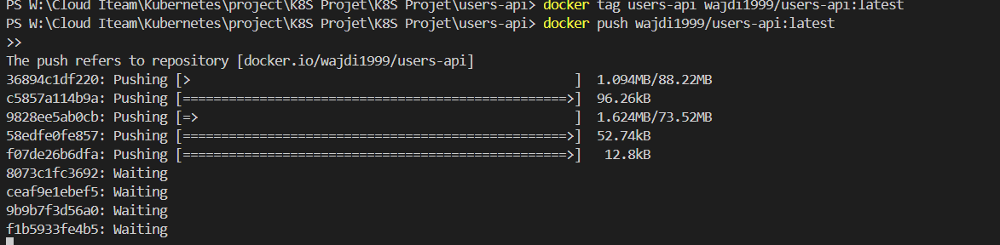 PS W:\Cloud Iteam\Kubernetes\project\K8S Projet\K8S Projet\users-api> docker tag users-api wajdi1999/users-api:latest
PS W:\Cloud Iteam\Kubernetes\project\K8S Projet\K8S Projet\users-api> docker push wajdi1999/users-api:latest
>>
The push refers to repository [docker.io/wajdi1999/users-api]
36894c1df220: Pushing [>                                                  ]  1.094MB/88.22MB
c5857a114b9a: Pushing [==================================================>]  96.26kB
9828ee5ab0cb: Pushing [=>                                                 ]  1.624MB/73.52MB
58edfe0fe857: Pushing [==================================================>]  52.74kB
f07de26b6dfa: Pushing [==================================================>]   12.8kB
8073c1fc3692: Waiting
ceaf9e1ebef5: Waiting
9b9b7f3d56a0: Waiting
f1b5933fe4b5: Waiting